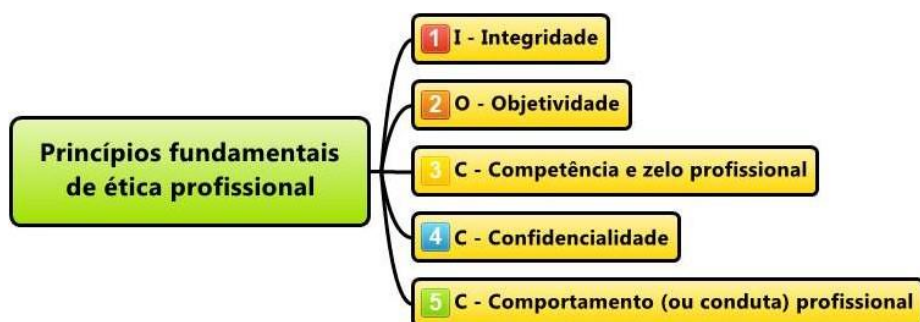 Princípios fundamentais
de ética profissional
1 I - Integridade
2 O - Objetividade
3 C - Competência e zelo profissional
4 C - Confidencialidade
5 C - Comportamento (ou conduta) profissional